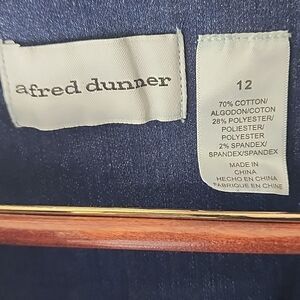 afred dunner
12
70% COTTON/
ALGODON/COTON
28% POLYESTER/
POLIESTER/
POLYESTER
2% SPANDEX/
SPANDEX/SPANDEX
MADE IN
CHINA
HECHO EN CHINA
FABRIQUE EN CHINE